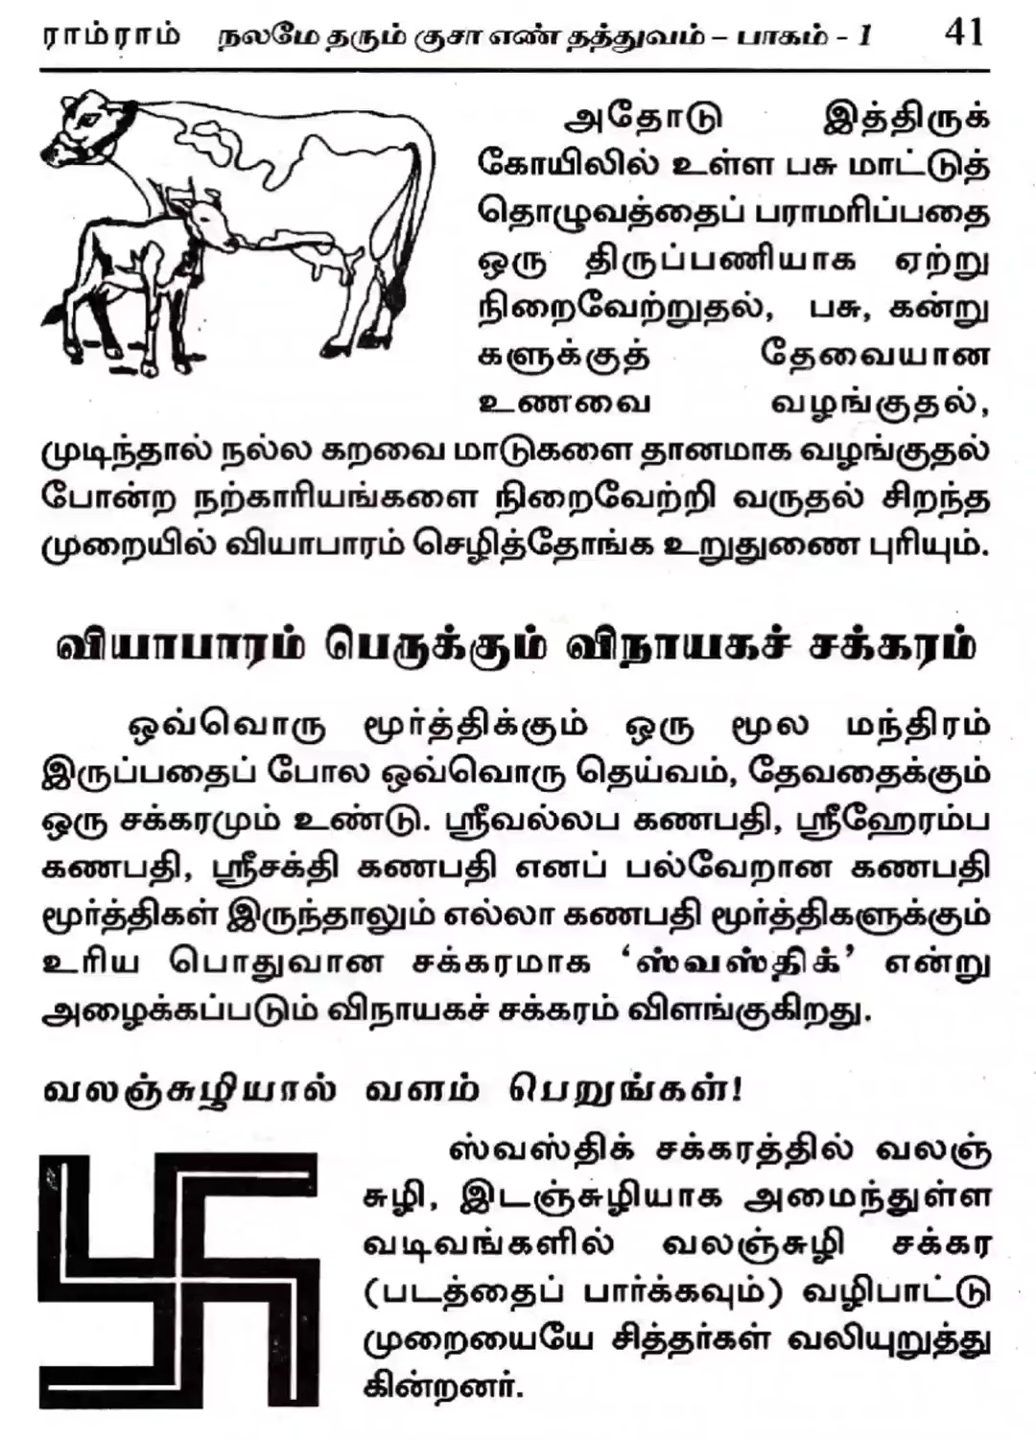 ராம்ராம் நலமே தரும் குசா எண் தத்துவம் – பாகம் - 1 41
அதோடு இத்திருக்
கோயிலில் உள்ள பசு மாட்டுத்
தொழுவத்தைப் பராமரிப்பதை
ஒரு திருப்பணியாக ஏற்று
நிறைவேற்றுதல், பசு, கன்று
களுக்குத் தேவையான
உணவை வழங்குதல்,
முடிந்தால் நல்ல கறவை மாடுகளை தானமாக வழங்குதல்
போன்ற நற்காரியங்களை நிறைவேற்றி வருதல் சிறந்த
முறையில் வியாபாரம் செழித்தோங்க உறுதுணை புரியும்.
வியாபாரம் பெருக்கும் விநாயகச் சக்கரம்
ஒவ்வொரு மூர்த்திக்கும் ஒரு மூல மந்திரம்
இருப்பதைப் போல ஒவ்வொரு தெய்வம், தேவதைக்கும்
ஒரு சக்கரமும் உண்டு. ஸ்ரீவல்லப கணபதி, ஸ்ரீஹேரம்ப
கணபதி, ஸ்ரீசக்தி கணபதி எனப் பல்வேறான கணபதி
மூர்த்திகள் இருந்தாலும் எல்லா கணபதி மூர்த்திகளுக்கும்
உரிய பொதுவான சக்கரமாக ‘ஸ்வஸ்திக்’ என்று
அழைக்கப்படும் விநாயகச் சக்கரம் விளங்குகிறது.
வலஞ்சுழியால் வளம் பெறுங்கள்!
ஸ்வஸ்திக் சக்கரத்தில் வலஞ்
சுழி, இடஞ்சுழியாக அமைந்துள்ள
வடிவங்களில் வலஞ்சுழி சக்கர
(படத்தைப் பார்க்கவும்) வழிபாட்டு
முறையையே சித்தர்கள் வலியுறுத்து
கின்றனர்.